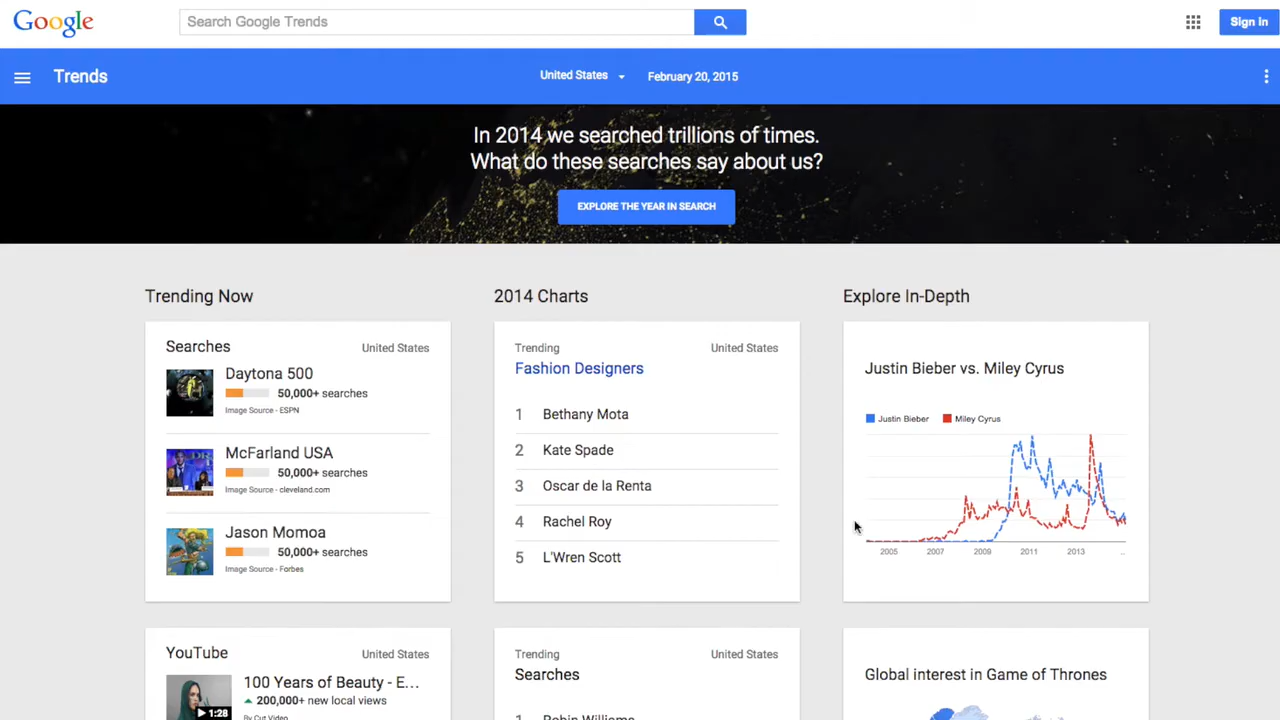 Google
Search Google Trends
Sign in
Trends
United States
February 20, 2015
In 2014 we searched trillions of times.
What do these searches say about us?
EXPLORE THE YEAR IN SEARCH
Trending Now
Searches
United States
Daytona 500
50,000+ searches
Image Source - ESPN
McFarland USA
50,000+ searches
Image Source - cleveland.com
Jason Momoa
50,000+ searches
Image Source - Forbes
YouTube
United States
100 Years of Beauty - E...
200,000+ new local views
1:28
By Cut Video
2014 Charts
Trending
United States
Fashion Designers
1 Bethany Mota
2 Kate Spade
3 Oscar de la Renta
4 Rachel Roy
5 L'Wren Scott
Trending
United States
Searches
1 Robin Williams
Explore In-Depth
Justin Bieber vs. Miley Cyrus
Justin Bieber Miley Cyrus
2005 2007 2009 2011 2013 ..
Global interest in Game of Thrones